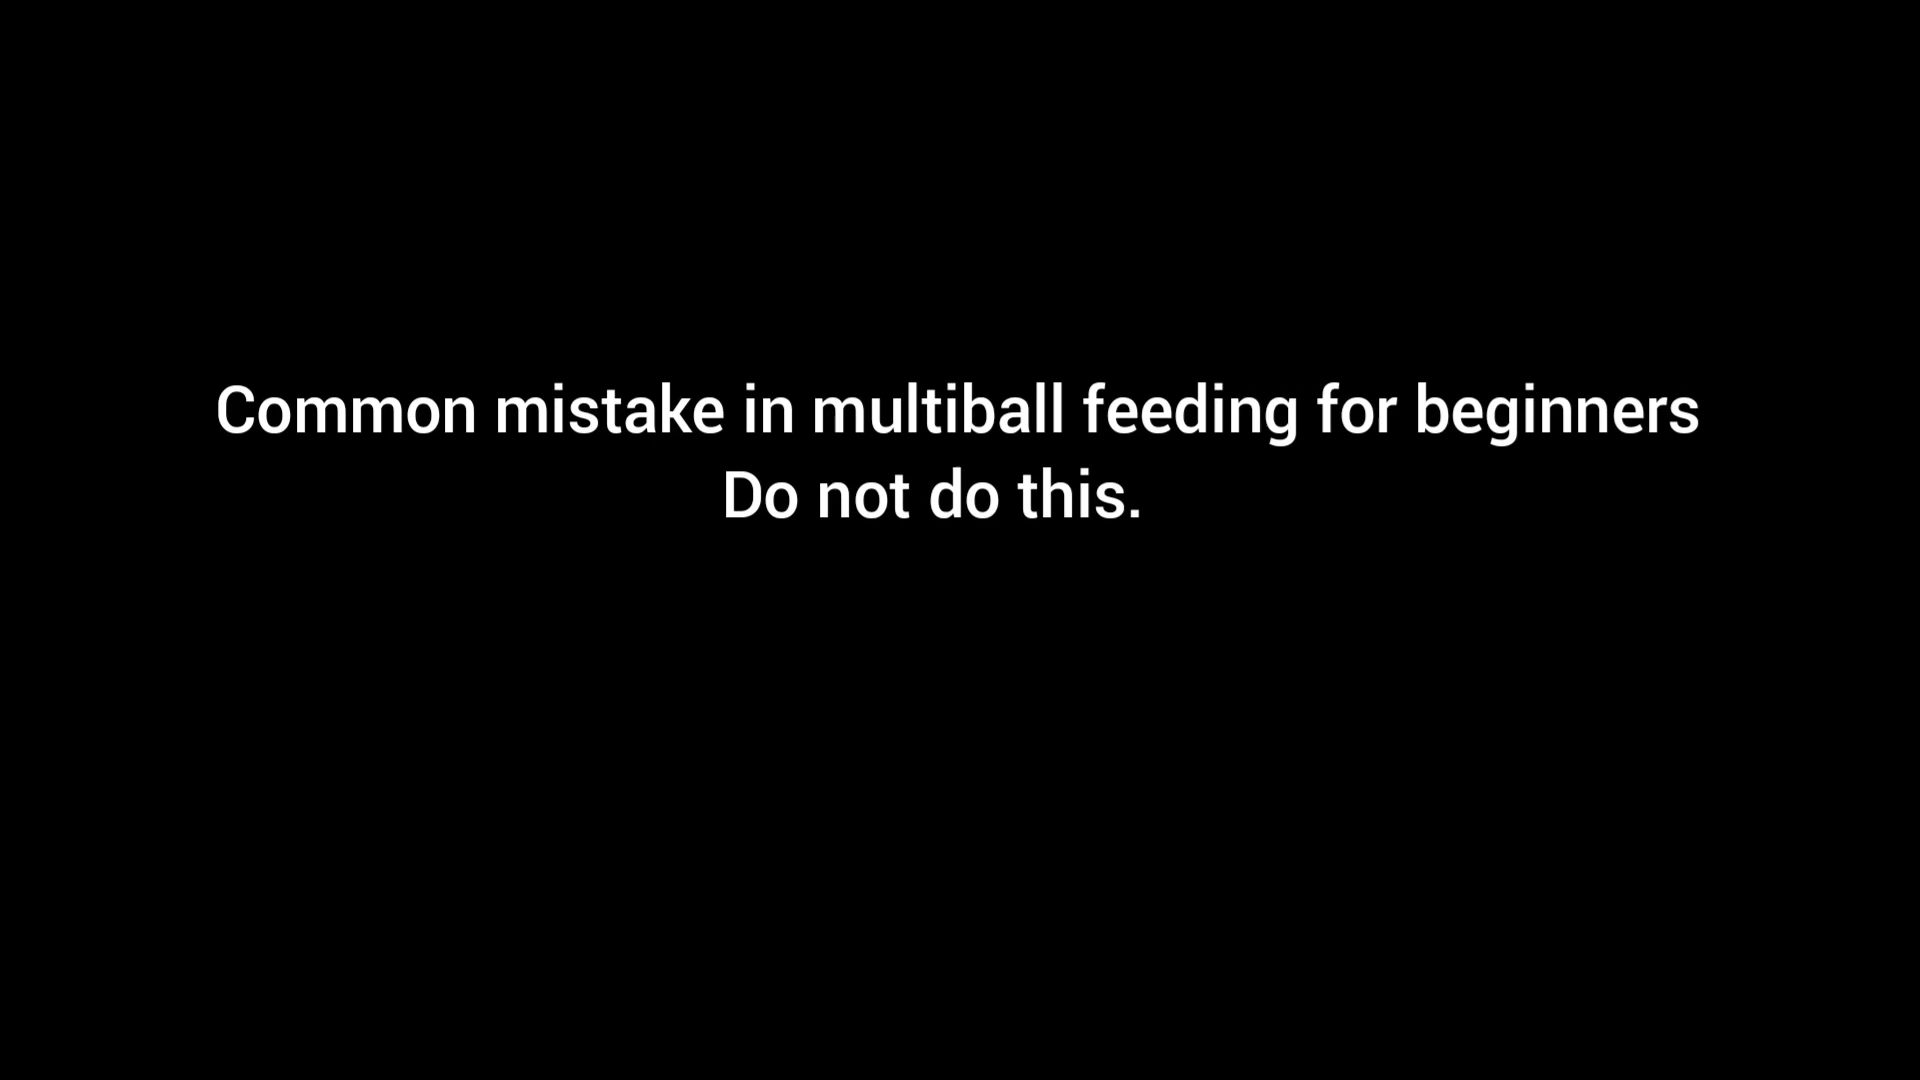 Common mistake in multiball feeding for beginners
Do not do this.